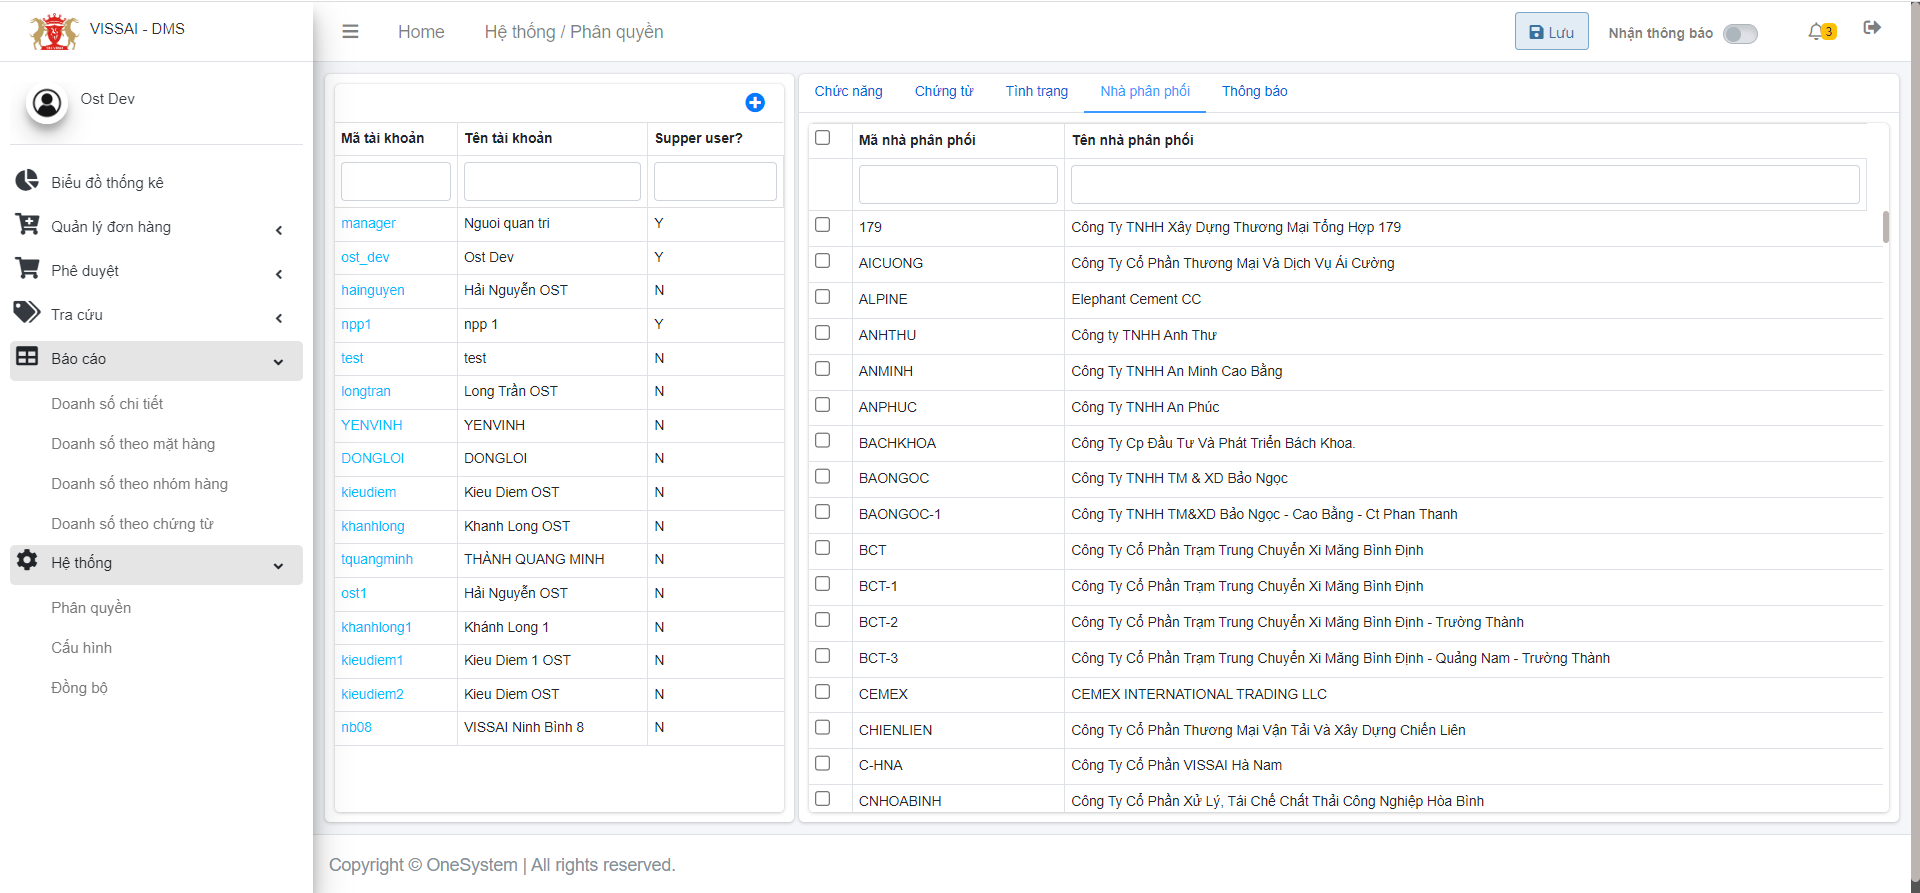 VISSAI - DMS
Home
Hệ thống / Phân quyền
Lưu
Nhận thông báo
3
Ost Dev
Biểu đồ thống kê
Quản lý đơn hàng
Phê duyệt
Tra cứu
Báo cáo
Doanh số chi tiết
Doanh số theo mặt hàng
Doanh số theo nhóm hàng
Doanh số theo chứng từ
Hệ thống
Phân quyền
Cấu hình
Đồng bộ
Mã tài khoản Tên tài khoản Supper user?
manager Nguoi quan tri Y
ost_dev Ost Dev Y
hainguyen Hải Nguyễn OST N
npp1 npp 1 Y
test test N
longtran Long Trần OST N
YENVINH YENVINH N
DONGLOI DONGLOI N
kieudiem Kieu Diem OST N
khanhlong Khanh Long OST N
tquangminh THÀNH QUANG MINH N
ost1 Hải Nguyễn OST N
khanhlong1 Khánh Long 1 N
kieudiem1 Kieu Diem 1 OST N
kieudiem2 Kieu Diem OST N
nb08 VISSAI Ninh Bình 8 N
Chức năng Chứng từ Tình trạng Nhà phân phối Thông báo
Mã nhà phân phối Tên nhà phân phối
179 Công Ty TNHH Xây Dựng Thương Mại Tổng Hợp 179
AICUONG Công Ty Cổ Phần Thương Mại Và Dịch Vụ Ái Cường
ALPINE Elephant Cement CC
ANHTHU Công ty TNHH Anh Thư
ANMINH Công Ty TNHH An Minh Cao Bằng
ANPHUC Công Ty TNHH An Phúc
BACHKHOA Công Ty Cp Đầu Tư Và Phát Triển Bách Khoa.
BAONGOC Công Ty TNHH TM & XD Bảo Ngọc
BAONGOC-1 Công Ty TNHH TM&XD Bảo Ngọc - Cao Bằng - Ct Phan Thanh
BCT Công Ty Cổ Phần Trạm Trung Chuyển Xi Măng Bình Định
BCT-1 Công Ty Cổ Phần Trạm Trung Chuyển Xi Măng Bình Định
BCT-2 Công Ty Cổ Phần Trạm Trung Chuyển Xi Măng Bình Định - Trường Thành
BCT-3 Công Ty Cổ Phần Trạm Trung Chuyển Xi Măng Bình Định - Quảng Nam - Trường Thành
CEMEX CEMEX INTERNATIONAL TRADING LLC
CHIENLIEN Công Ty Cổ Phần Thương Mại Vận Tải Và Xây Dựng Chiến Liên
C-HNA Công Ty Cổ Phần VISSAI Hà Nam
CNHOABINH Công Ty Cổ Phần Xử Lý, Tái Chế Chất Thải Công Nghiệp Hòa Bình
Copyright © OneSystem | All rights reserved.